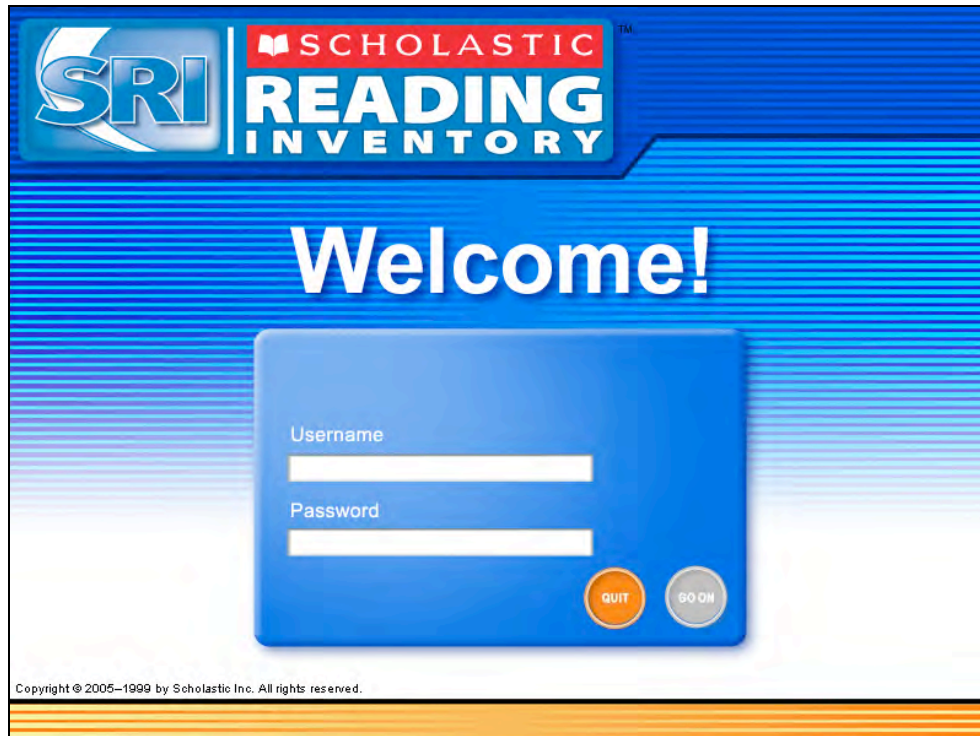 SRI
SCHOLASTIC
READING
INVENTORY
TM
Welcome!
Username
Password
QUIT
GO ON
Copyright © 2005–1999 by Scholastic Inc. All rights reserved.